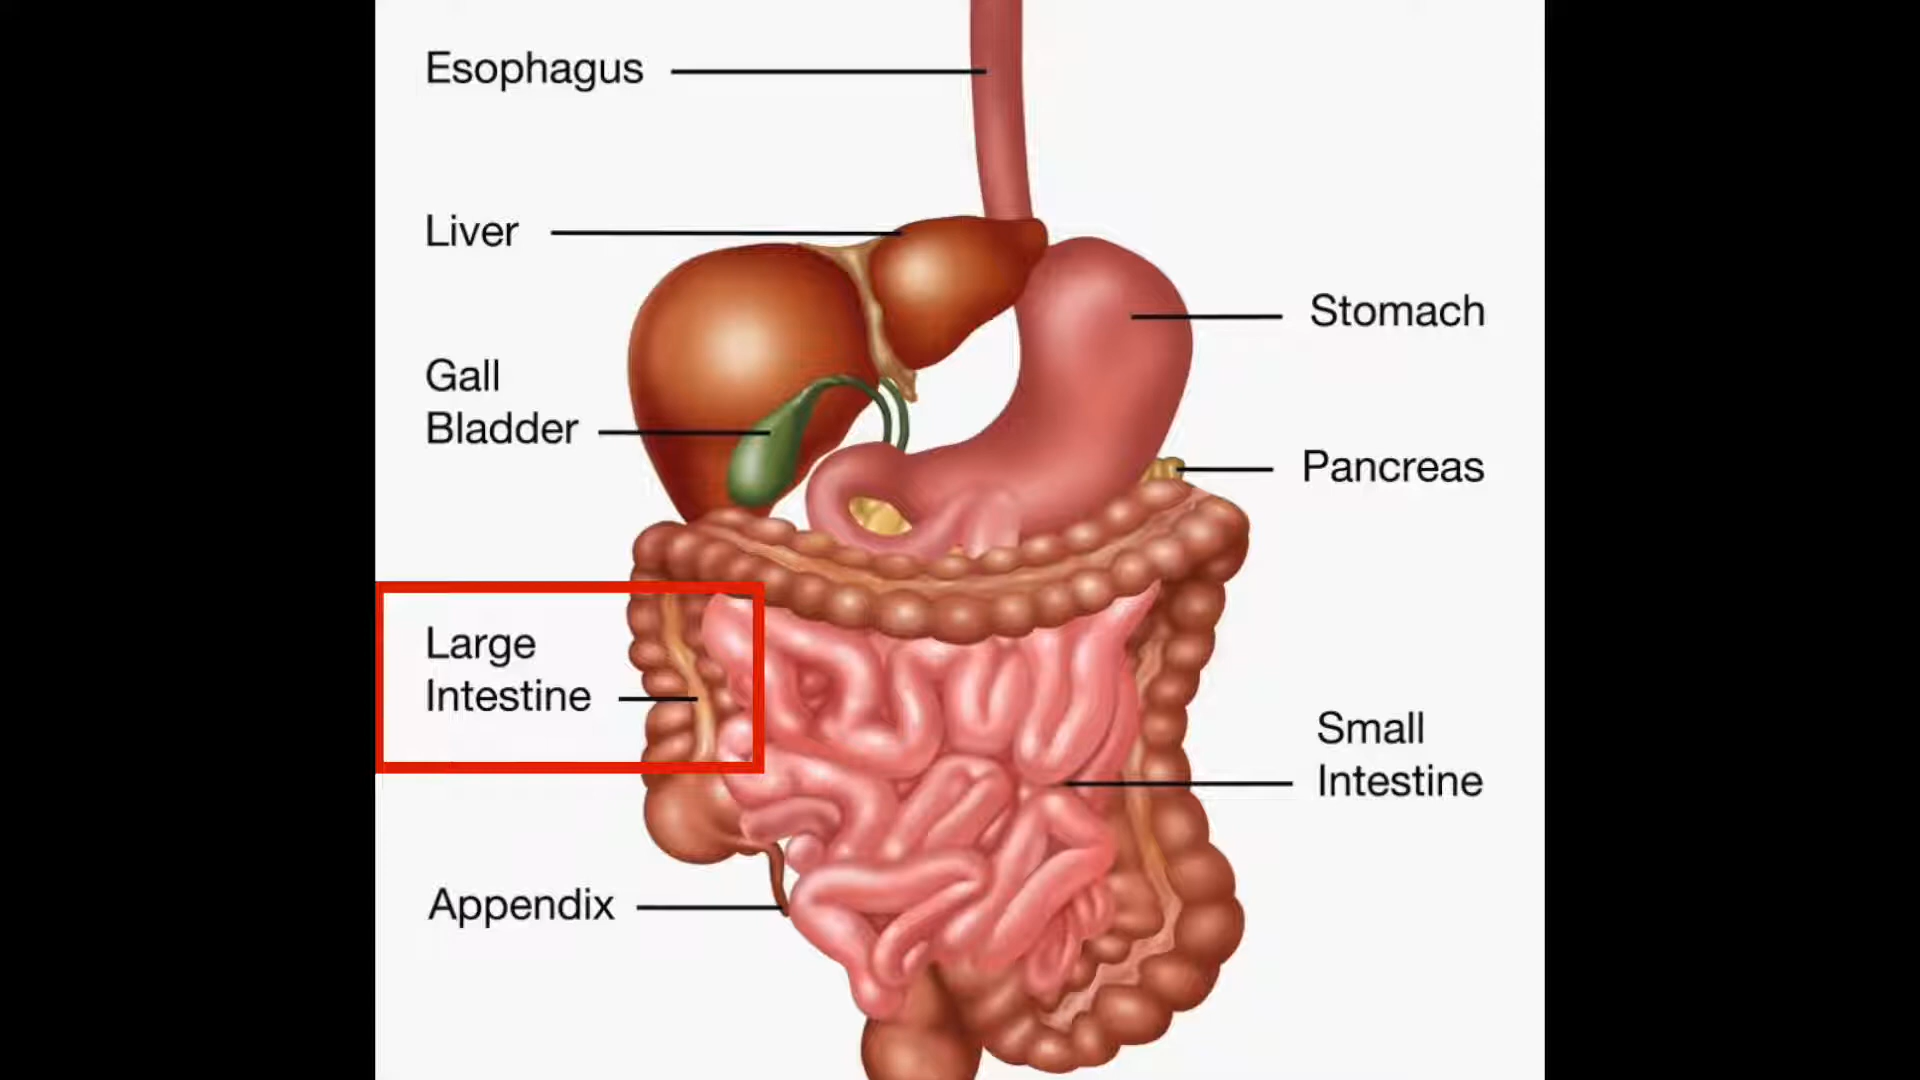 Esophagus
Liver
Stomach
Gall
Bladder
Pancreas
Large
Intestine
Small
Intestine
Appendix